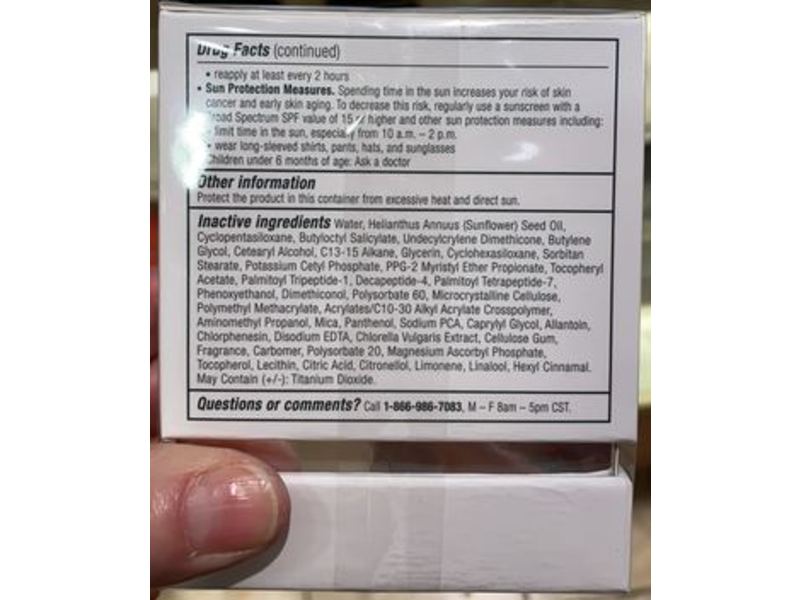 Drug Facts (continued)
• reapply at least every 2 hours
• Sun Protection Measures. Spending time in the sun increases your risk of skin
cancer and early skin aging. To decrease this risk, regularly use a sunscreen with a
Broad Spectrum SPF value of 15 or higher and other sun protection measures including:
• limit time in the sun, especially from 10 a.m. – 2 p.m.
• wear long-sleeved shirts, pants, hats, and sunglasses
Children under 6 months of age: Ask a doctor
Other information
Protect the product in this container from excessive heat and direct sun.
Inactive ingredients Water, Helianthus Annuus (Sunflower) Seed Oil,
Cyclopentasiloxane, Butyloctyl Salicylate, Undecylcrylene Dimethicone, Butylene
Glycol, Cetearyl Alcohol, C13-15 Alkane, Glycerin, Cyclohexasiloxane, Sorbitan
Stearate, Potassium Cetyl Phosphate, PPG-2 Myristyl Ether Propionate, Tocopheryl
Acetate, Palmitoyl Tripeptide-1, Decapeptide-4, Palmitoyl Tetrapeptide-7,
Phenoxyethanol, Dimethiconol, Polysorbate 60, Microcrystalline Cellulose,
Polymethyl Methacrylate, Acrylates/C10-30 Alkyl Acrylate Crosspolymer,
Aminomethyl Propanol, Mica, Panthenol, Sodium PCA, Caprylyl Glycol, Allantoin,
Chlorphenesin, Disodium EDTA, Chlorella Vulgaris Extract, Cellulose Gum,
Fragrance, Carbomer, Polysorbate 20, Magnesium Ascorbyl Phosphate,
Tocopherol, Lecithin, Citric Acid, Citronellol, Limonene, Linalool, Hexyl Cinnamal.
May Contain (+/-): Titanium Dioxide.
Questions or comments? Call 1-866-986-7083, M – F 8am – 5pm CST.